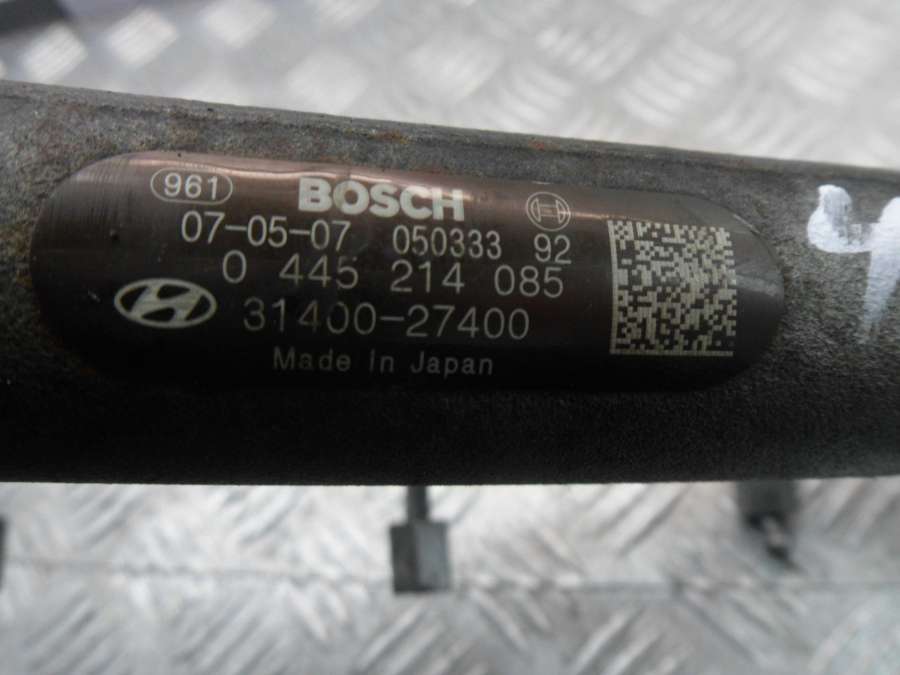 961 BOSCH
07-05-07 050333 92
0 445 214 085
31400-27400
Made in Japan